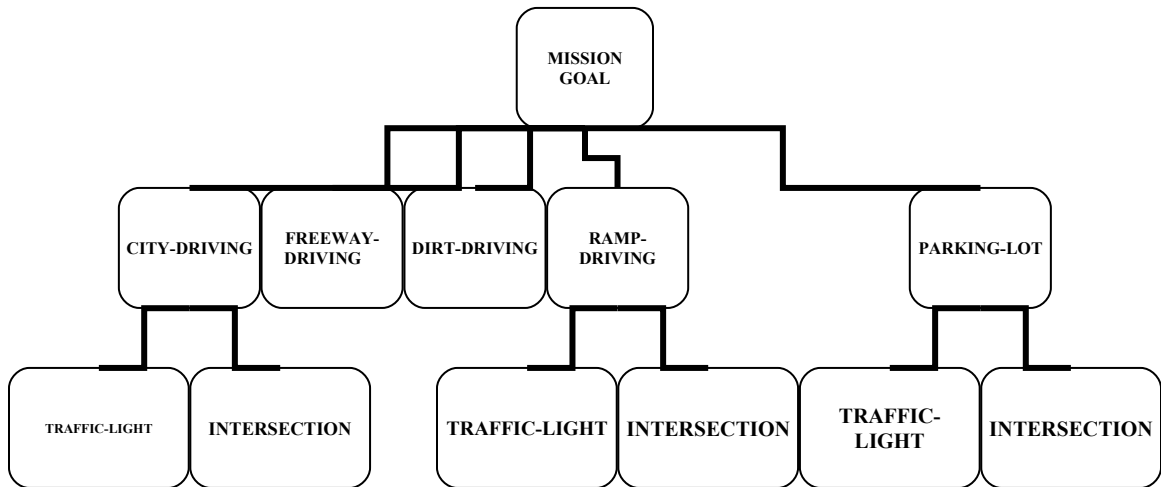 MISSION
GOAL
CITY-DRIVING
FREEWAY-
DRIVING
DIRT-DRIVING
RAMP-
DRIVING
PARKING-LOT
TRAFFIC-LIGHT
INTERSECTION
TRAFFIC-LIGHT
INTERSECTION
TRAFFIC-
LIGHT
INTERSECTION